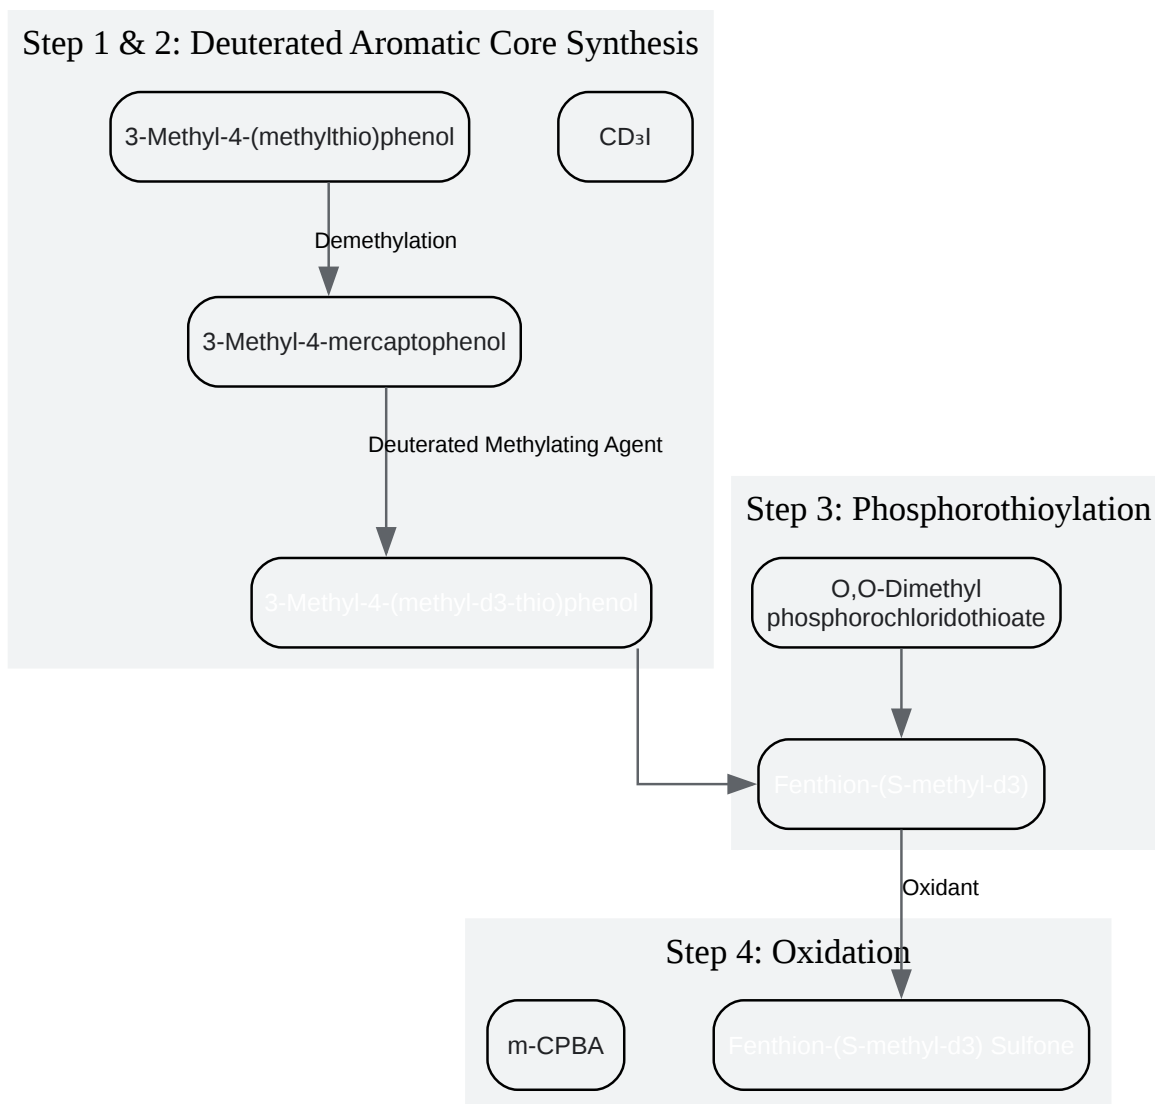 Step 1 & 2: Deuterated Aromatic Core Synthesis
3-Methyl-4-(methylthio)phenol
CD₃I
Demethylation
3-Methyl-4-mercaptophenol
Deuterated Methylating Agent
3-Methyl-4-(methyl-d3-thio)phenol
Step 3: Phosphorothioylation
O,O-Dimethyl
phosphorochloridothioate
Fenthion-(S-methyl-d3)
Oxidant
Step 4: Oxidation
m-CPBA
Fenthion-(S-methyl-d3) Sulfone